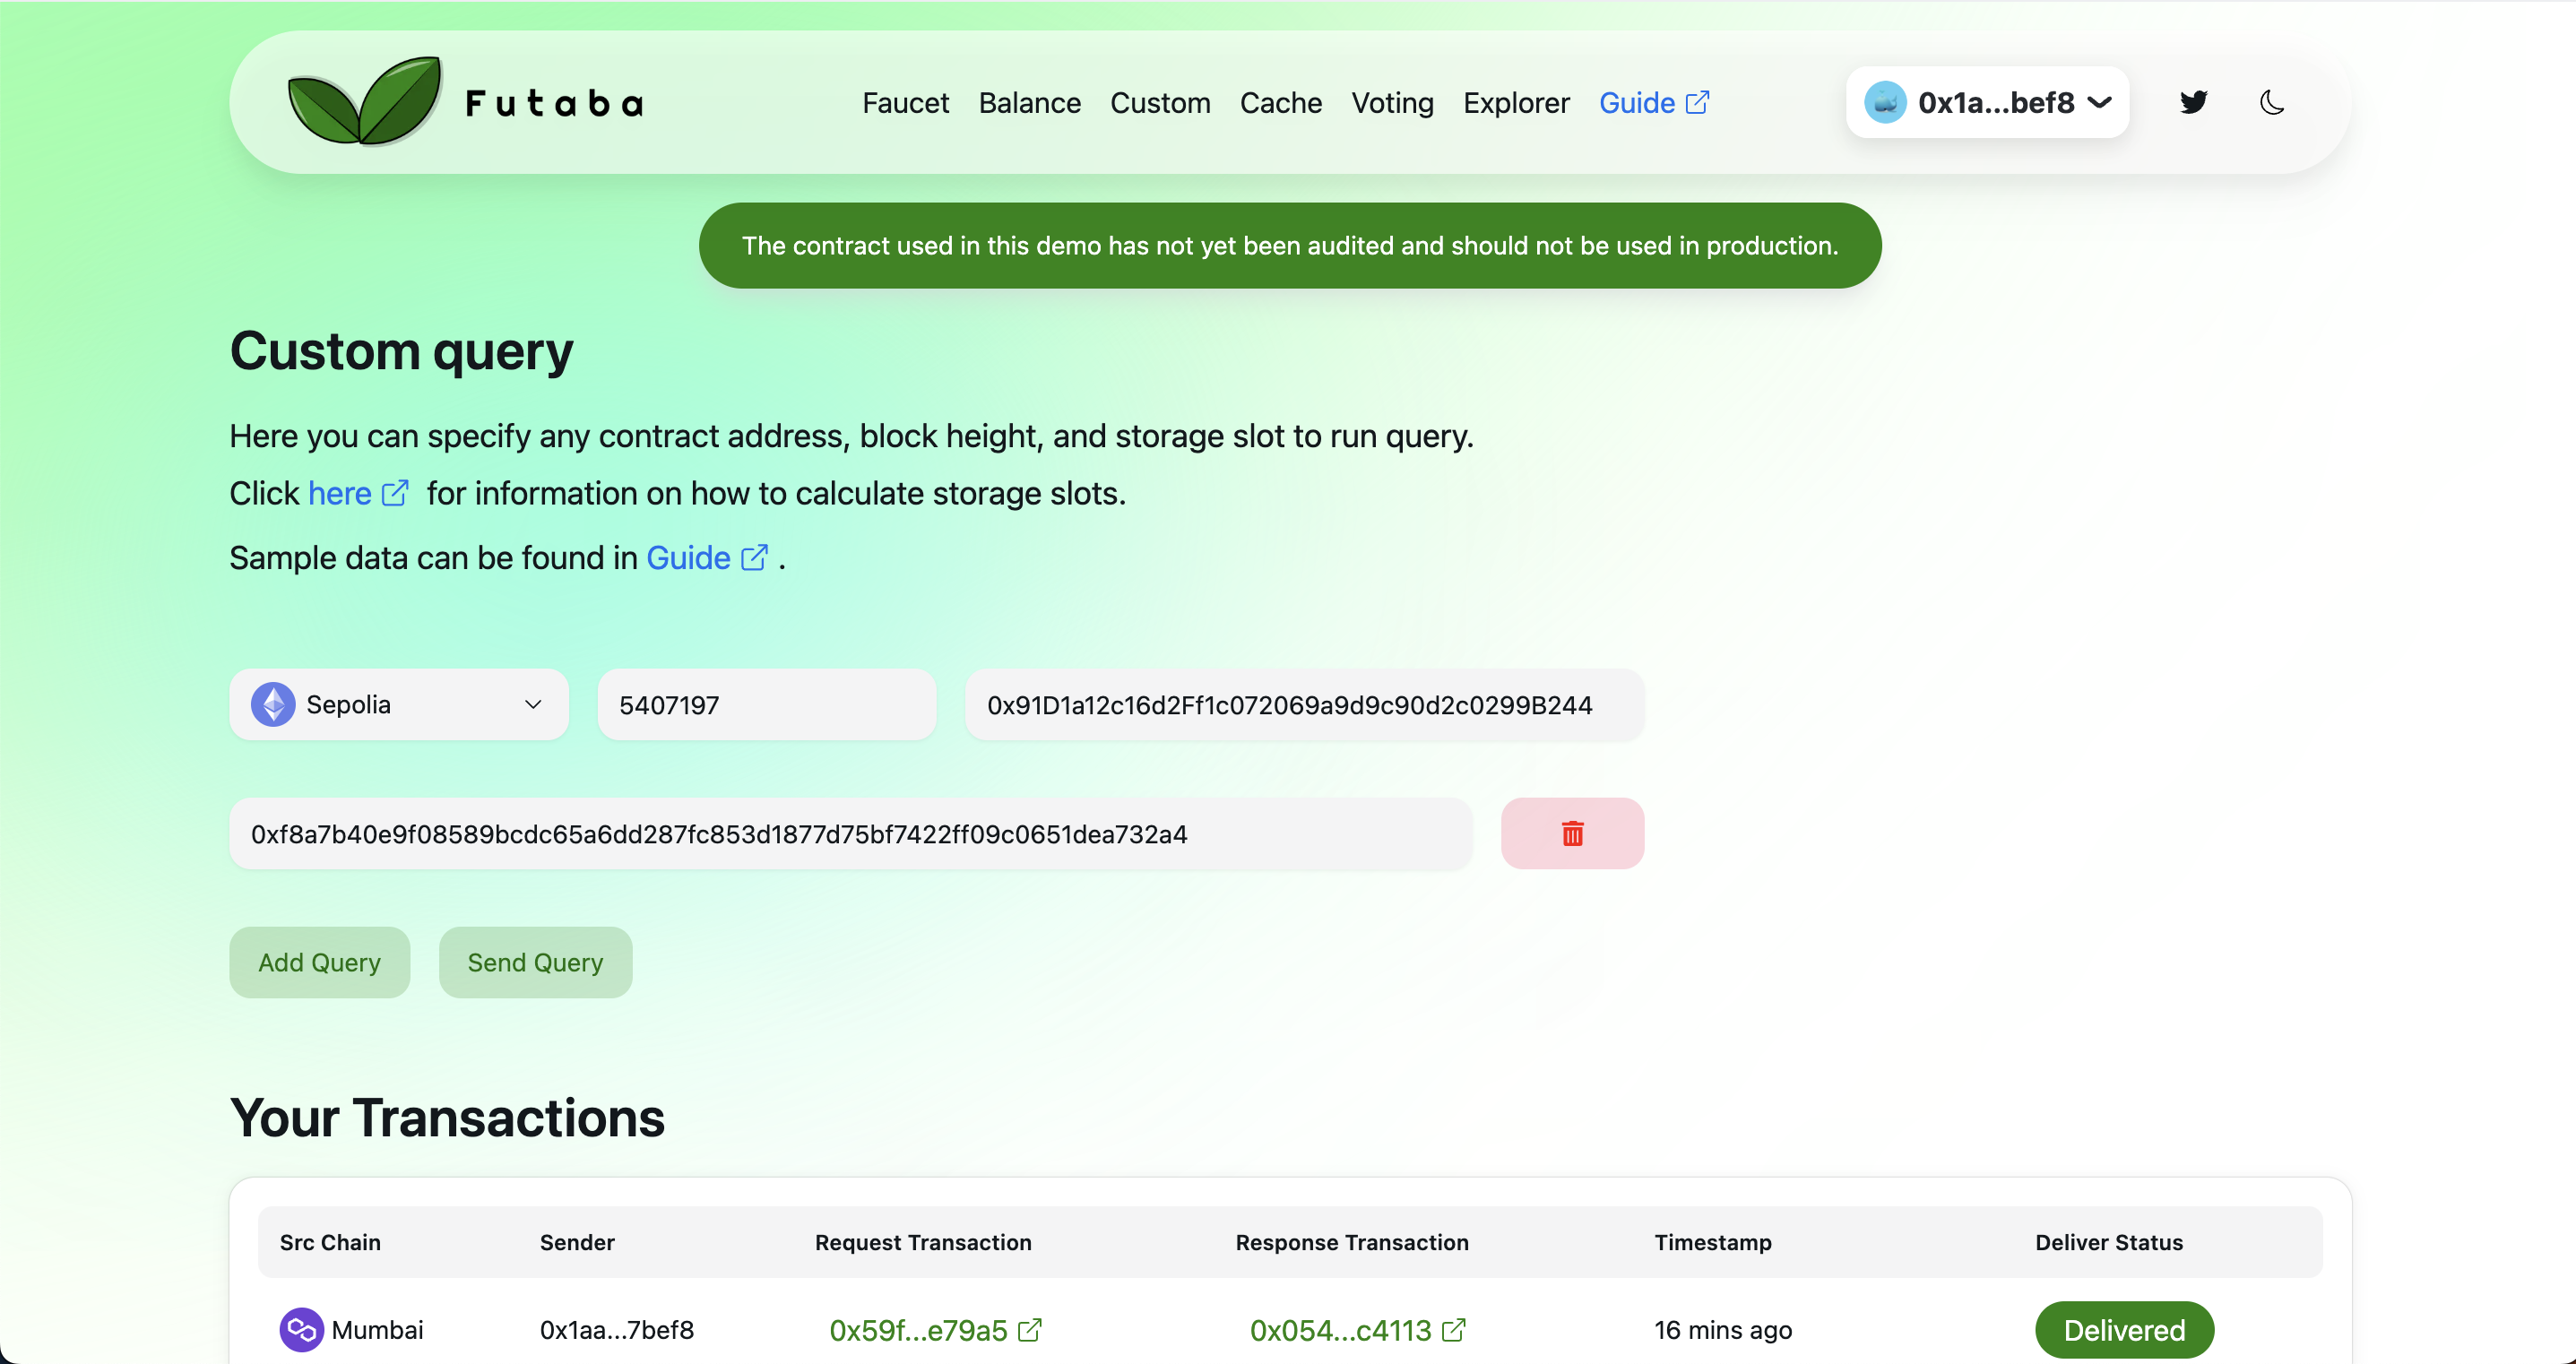 Futaba
Faucet Balance Custom Cache Voting Explorer Guide
0x1a...bef8
The contract used in this demo has not yet been audited and should not be used in production.
Custom query
Here you can specify any contract address, block height, and storage slot to run query.
Click here for information on how to calculate storage slots.
Sample data can be found in Guide .
Sepolia 5407197 0x91D1a12c16d2Ff1c072069a9d9c90d2c0299B244
0xf8a7b40e9f08589bcdc65a6dd287fc853d1877d75bf7422ff09c0651dea732a4
Add Query Send Query
Your Transactions
Src Chain Sender Request Transaction Response Transaction Timestamp Deliver Status
Mumbai 0x1aa...7bef8 0x59f...e79a5 0x054...c4113 16 mins ago Delivered